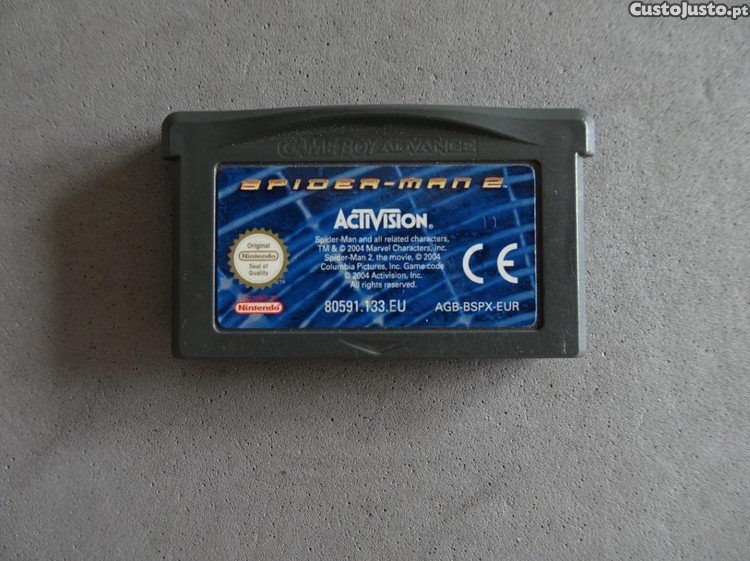 CustoJusto.pt
GAME BOY ADVANCE
SPIDER-MAN 2
ACTIVISION®
Spider-Man and all related characters,
TM & © 2004 Marvel Characters, Inc.
Spider-Man 2, the movie, © 2004
Columbia Pictures, Inc. Game code
© 2004 Activision, Inc.
All rights reserved.
Original
Nintendo
Seal of
Quality
CE
Nintendo
80591.133.EU
AGB-BSPX-EUR